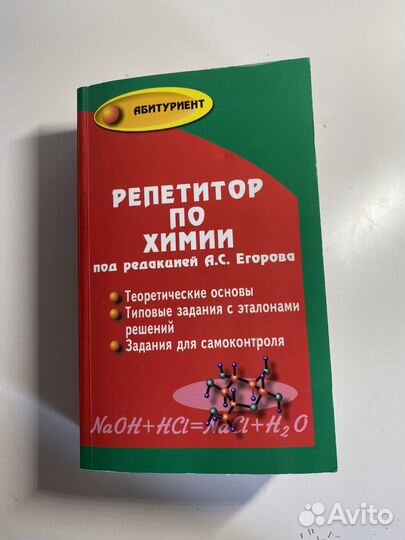 АБИТУРИЕНТ
РЕПЕТИТОР
ПО
ХИМИИ
под редакцией А.С. Егорова
Теоретические основы
Типовые задания с эталонами
решений
Задания для самоконтроля
NaOH+HCl=NaCl+H₂O
Avito